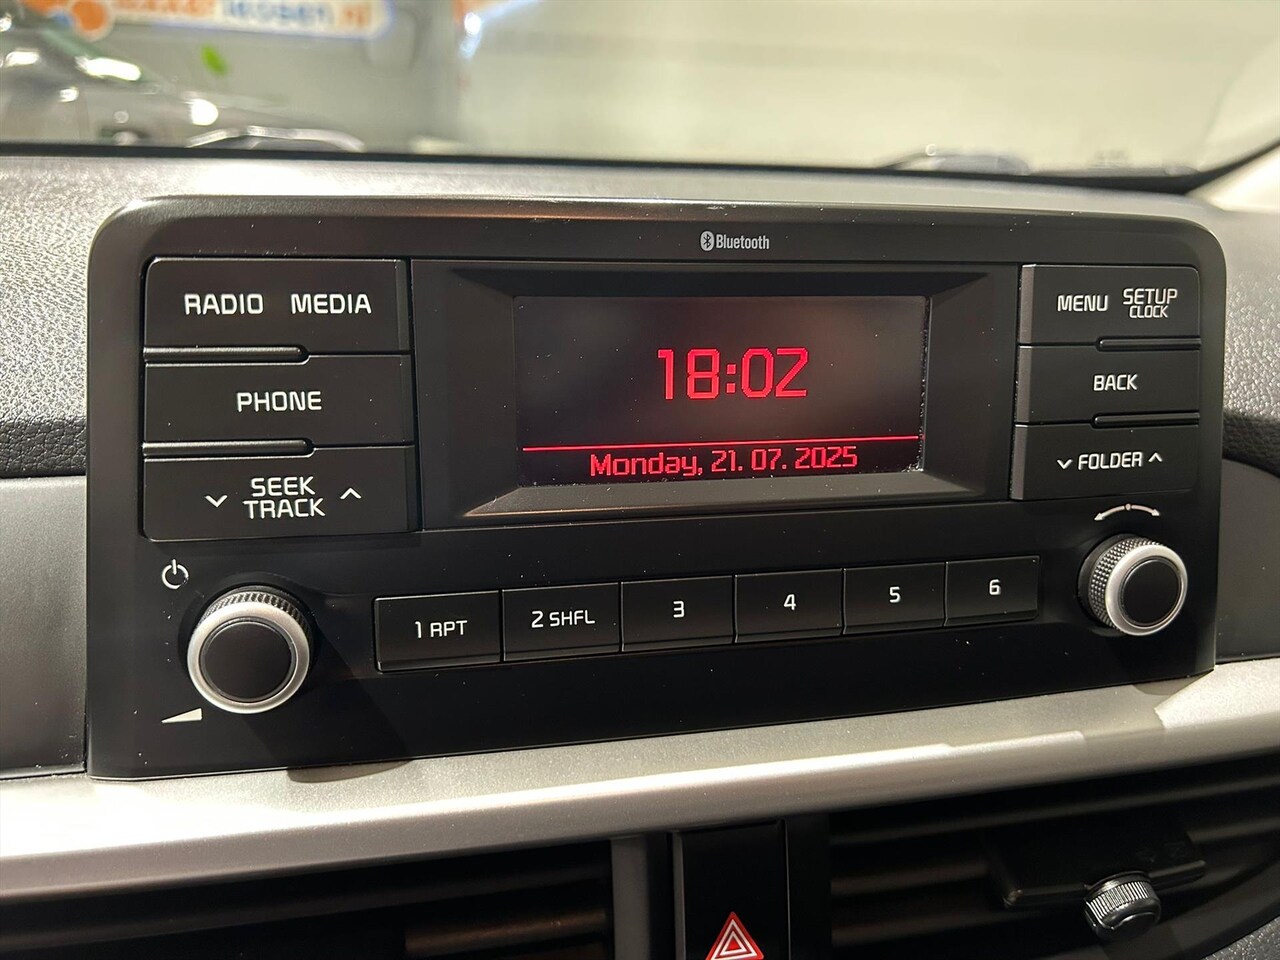 Bluetooth
RADIO MEDIA
PHONE
SEEK
TRACK
18:02
Monday, 21. 07. 2025
MENU SETUP
CLOCK
BACK
FOLDER
1 RPT
2 SHFL
3
4
5
6